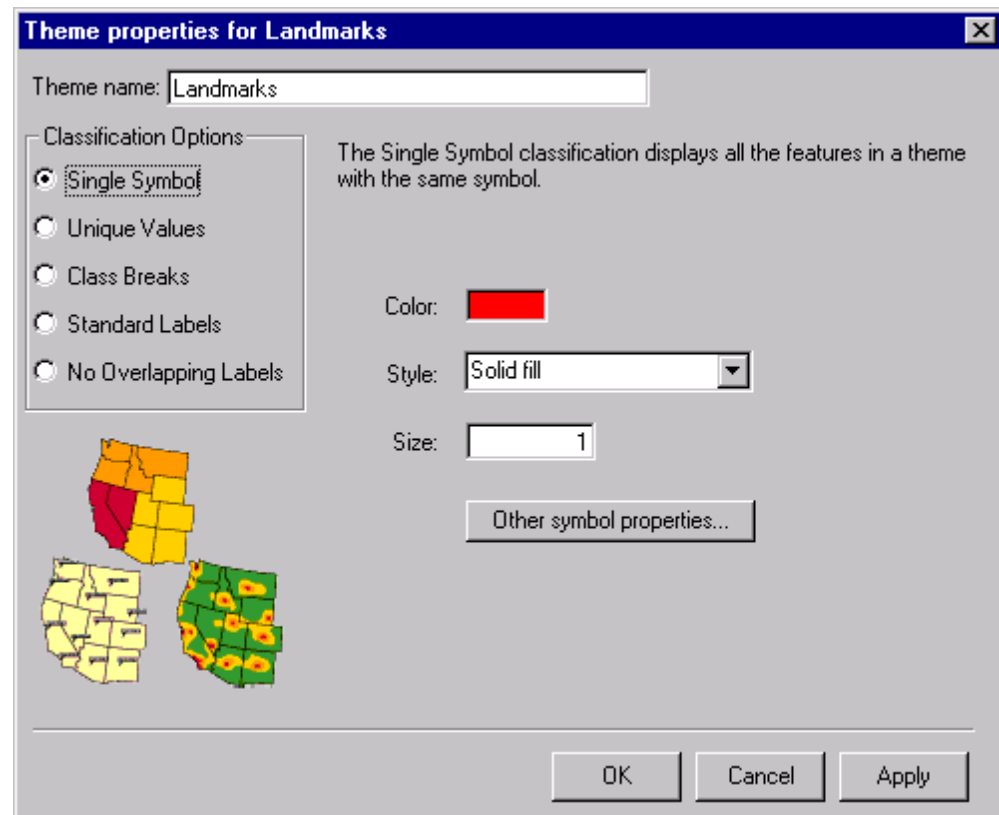 Theme properties for Landmarks
Theme name: Landmarks
Classification Options
Single Symbol
Unique Values
Class Breaks
Standard Labels
No Overlapping Labels
The Single Symbol classification displays all the features in a theme
with the same symbol.
Color:
Style: Solid fill
Size: 1
Other symbol properties...
OK
Cancel
Apply